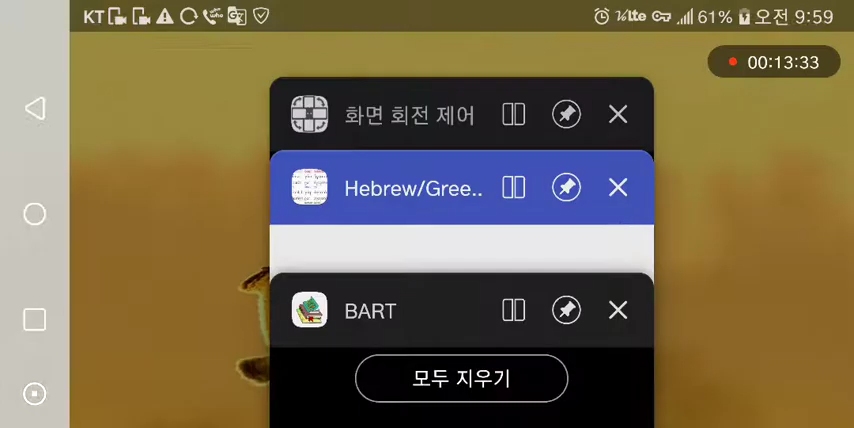 KT 61% 오전 9:59
00:13:33
화면 회전 제어
Hebrew/Gree..
BART
모두 지우기